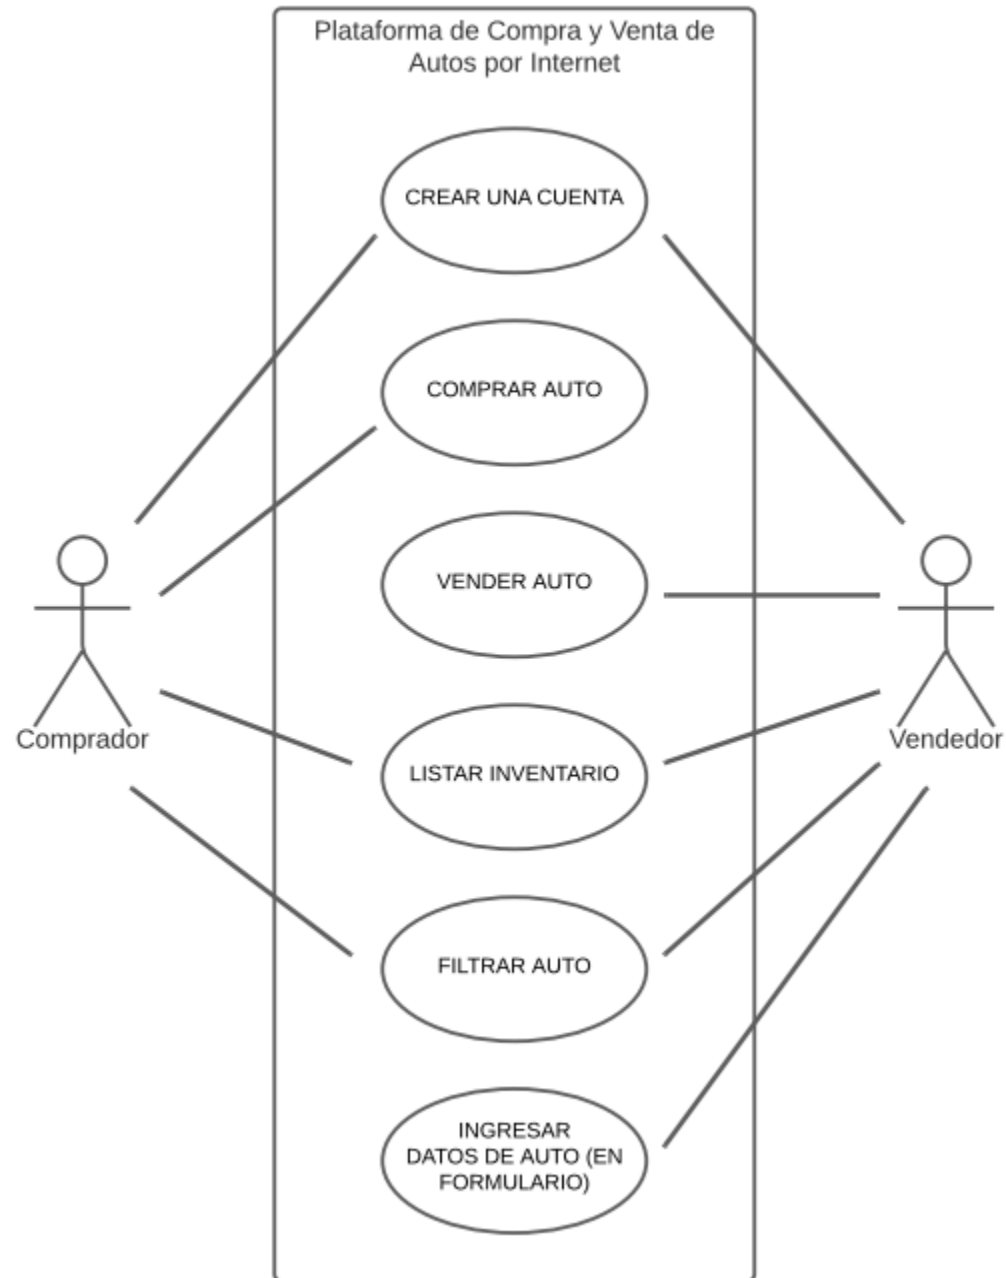 Plataforma de Compra y Venta de
Autos por Internet
CREAR UNA CUENTA
COMPRAR AUTO
VENDER AUTO
Comprador
Vendedor
LISTAR INVENTARIO
FILTRAR AUTO
INGRESAR
DATOS DE AUTO (EN
FORMULARIO)